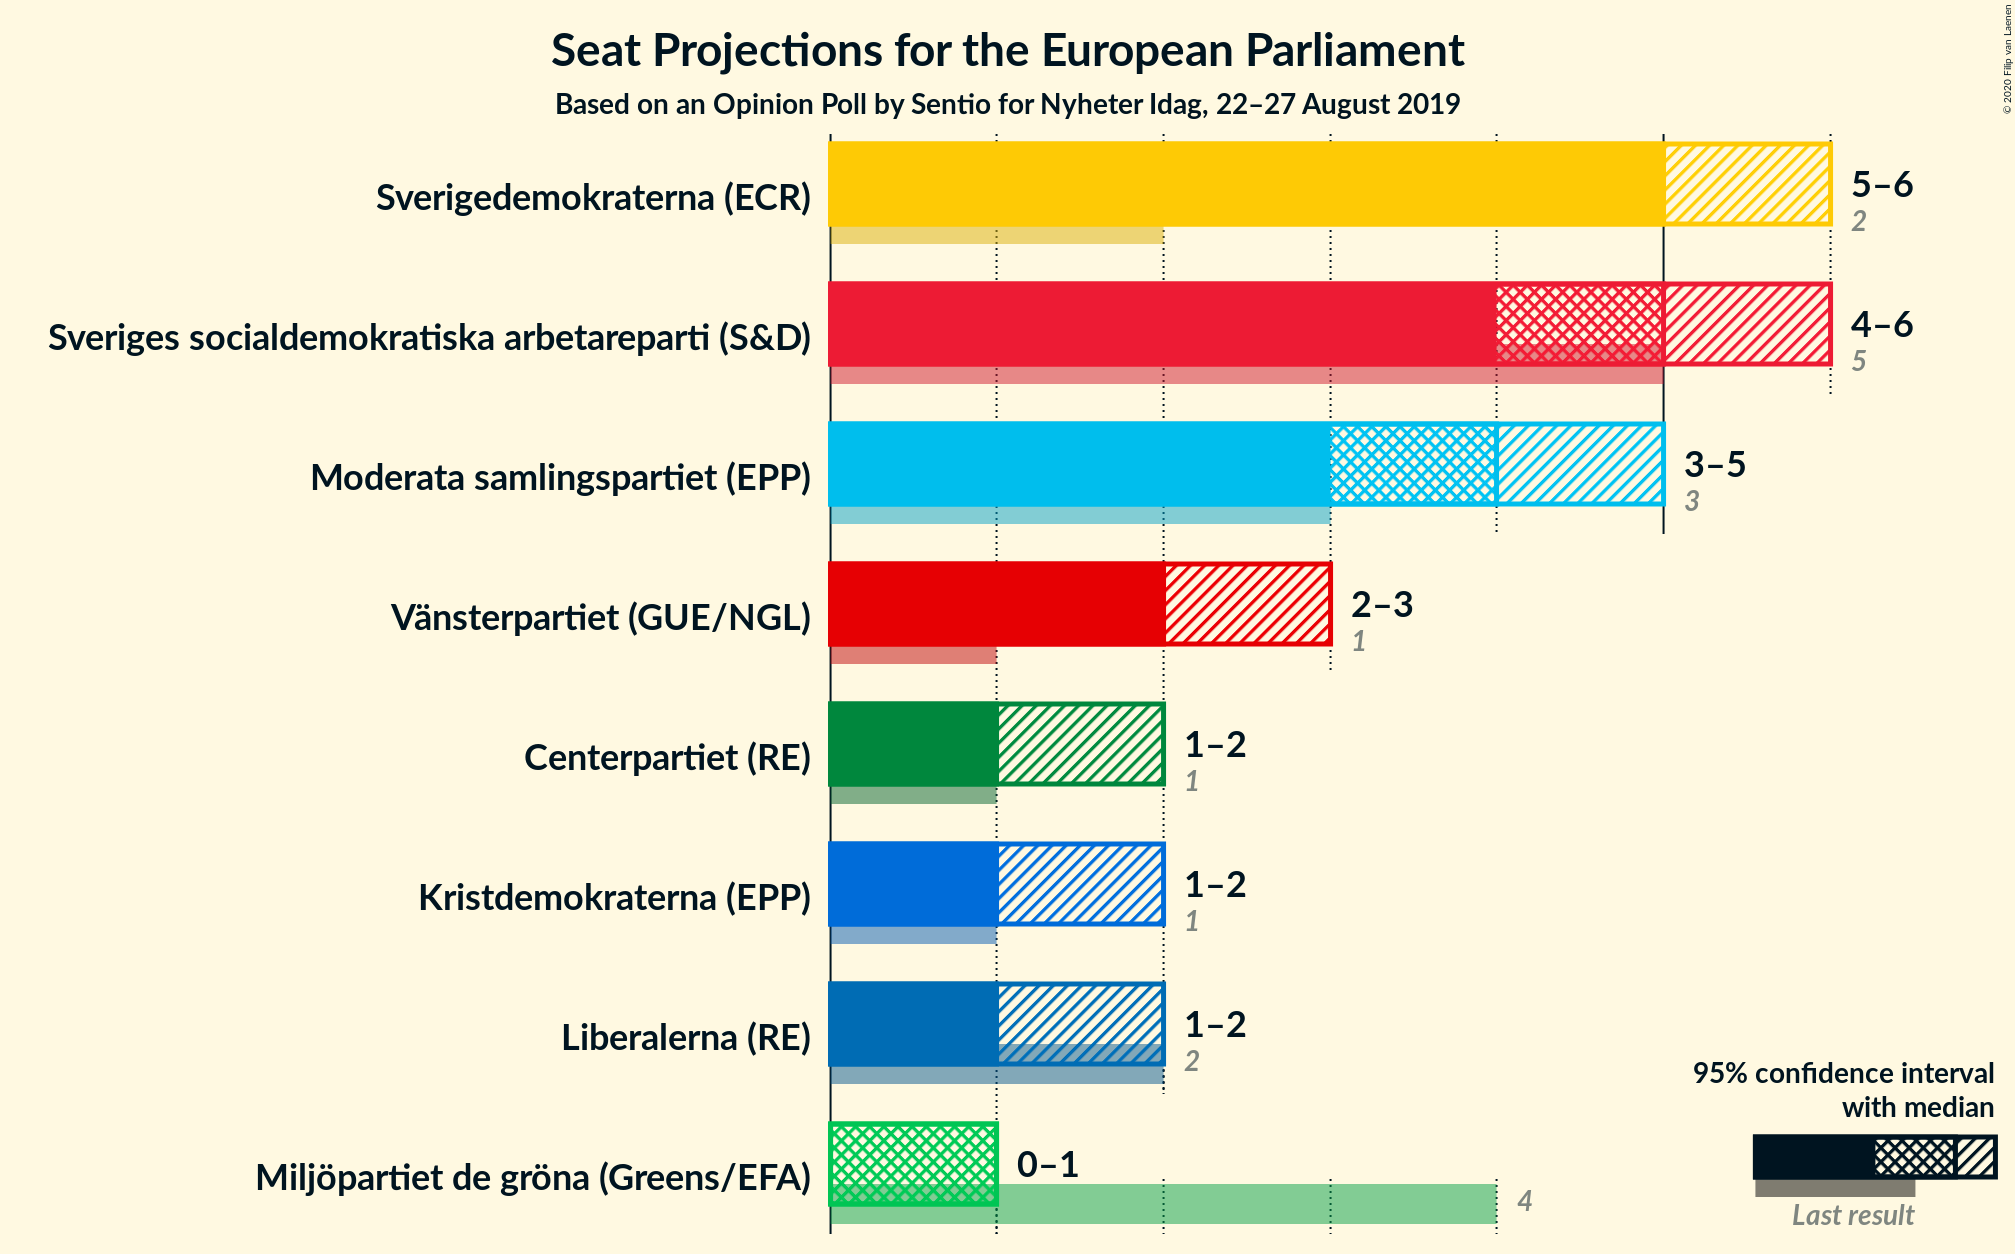 Seat Projections for the European Parliament
Based on an Opinion Poll by Sentio for Nyheter Idag, 22–27 August 2019
© 2020 Filip van Laenen
Sverigedemokraterna (ECR)
5–6
2
Sveriges socialdemokratiska arbetareparti (S&D)
4–6
5
Moderata samlingspartiet (EPP)
3–5
3
Vänsterpartiet (GUE/NGL)
2–3
1
Centerpartiet (RE)
1–2
1
Kristdemokraterna (EPP)
1–2
1
Liberalerna (RE)
1–2
2
Miljöpartiet de gröna (Greens/EFA)
0–1
4
95% confidence interval
with median
Last result